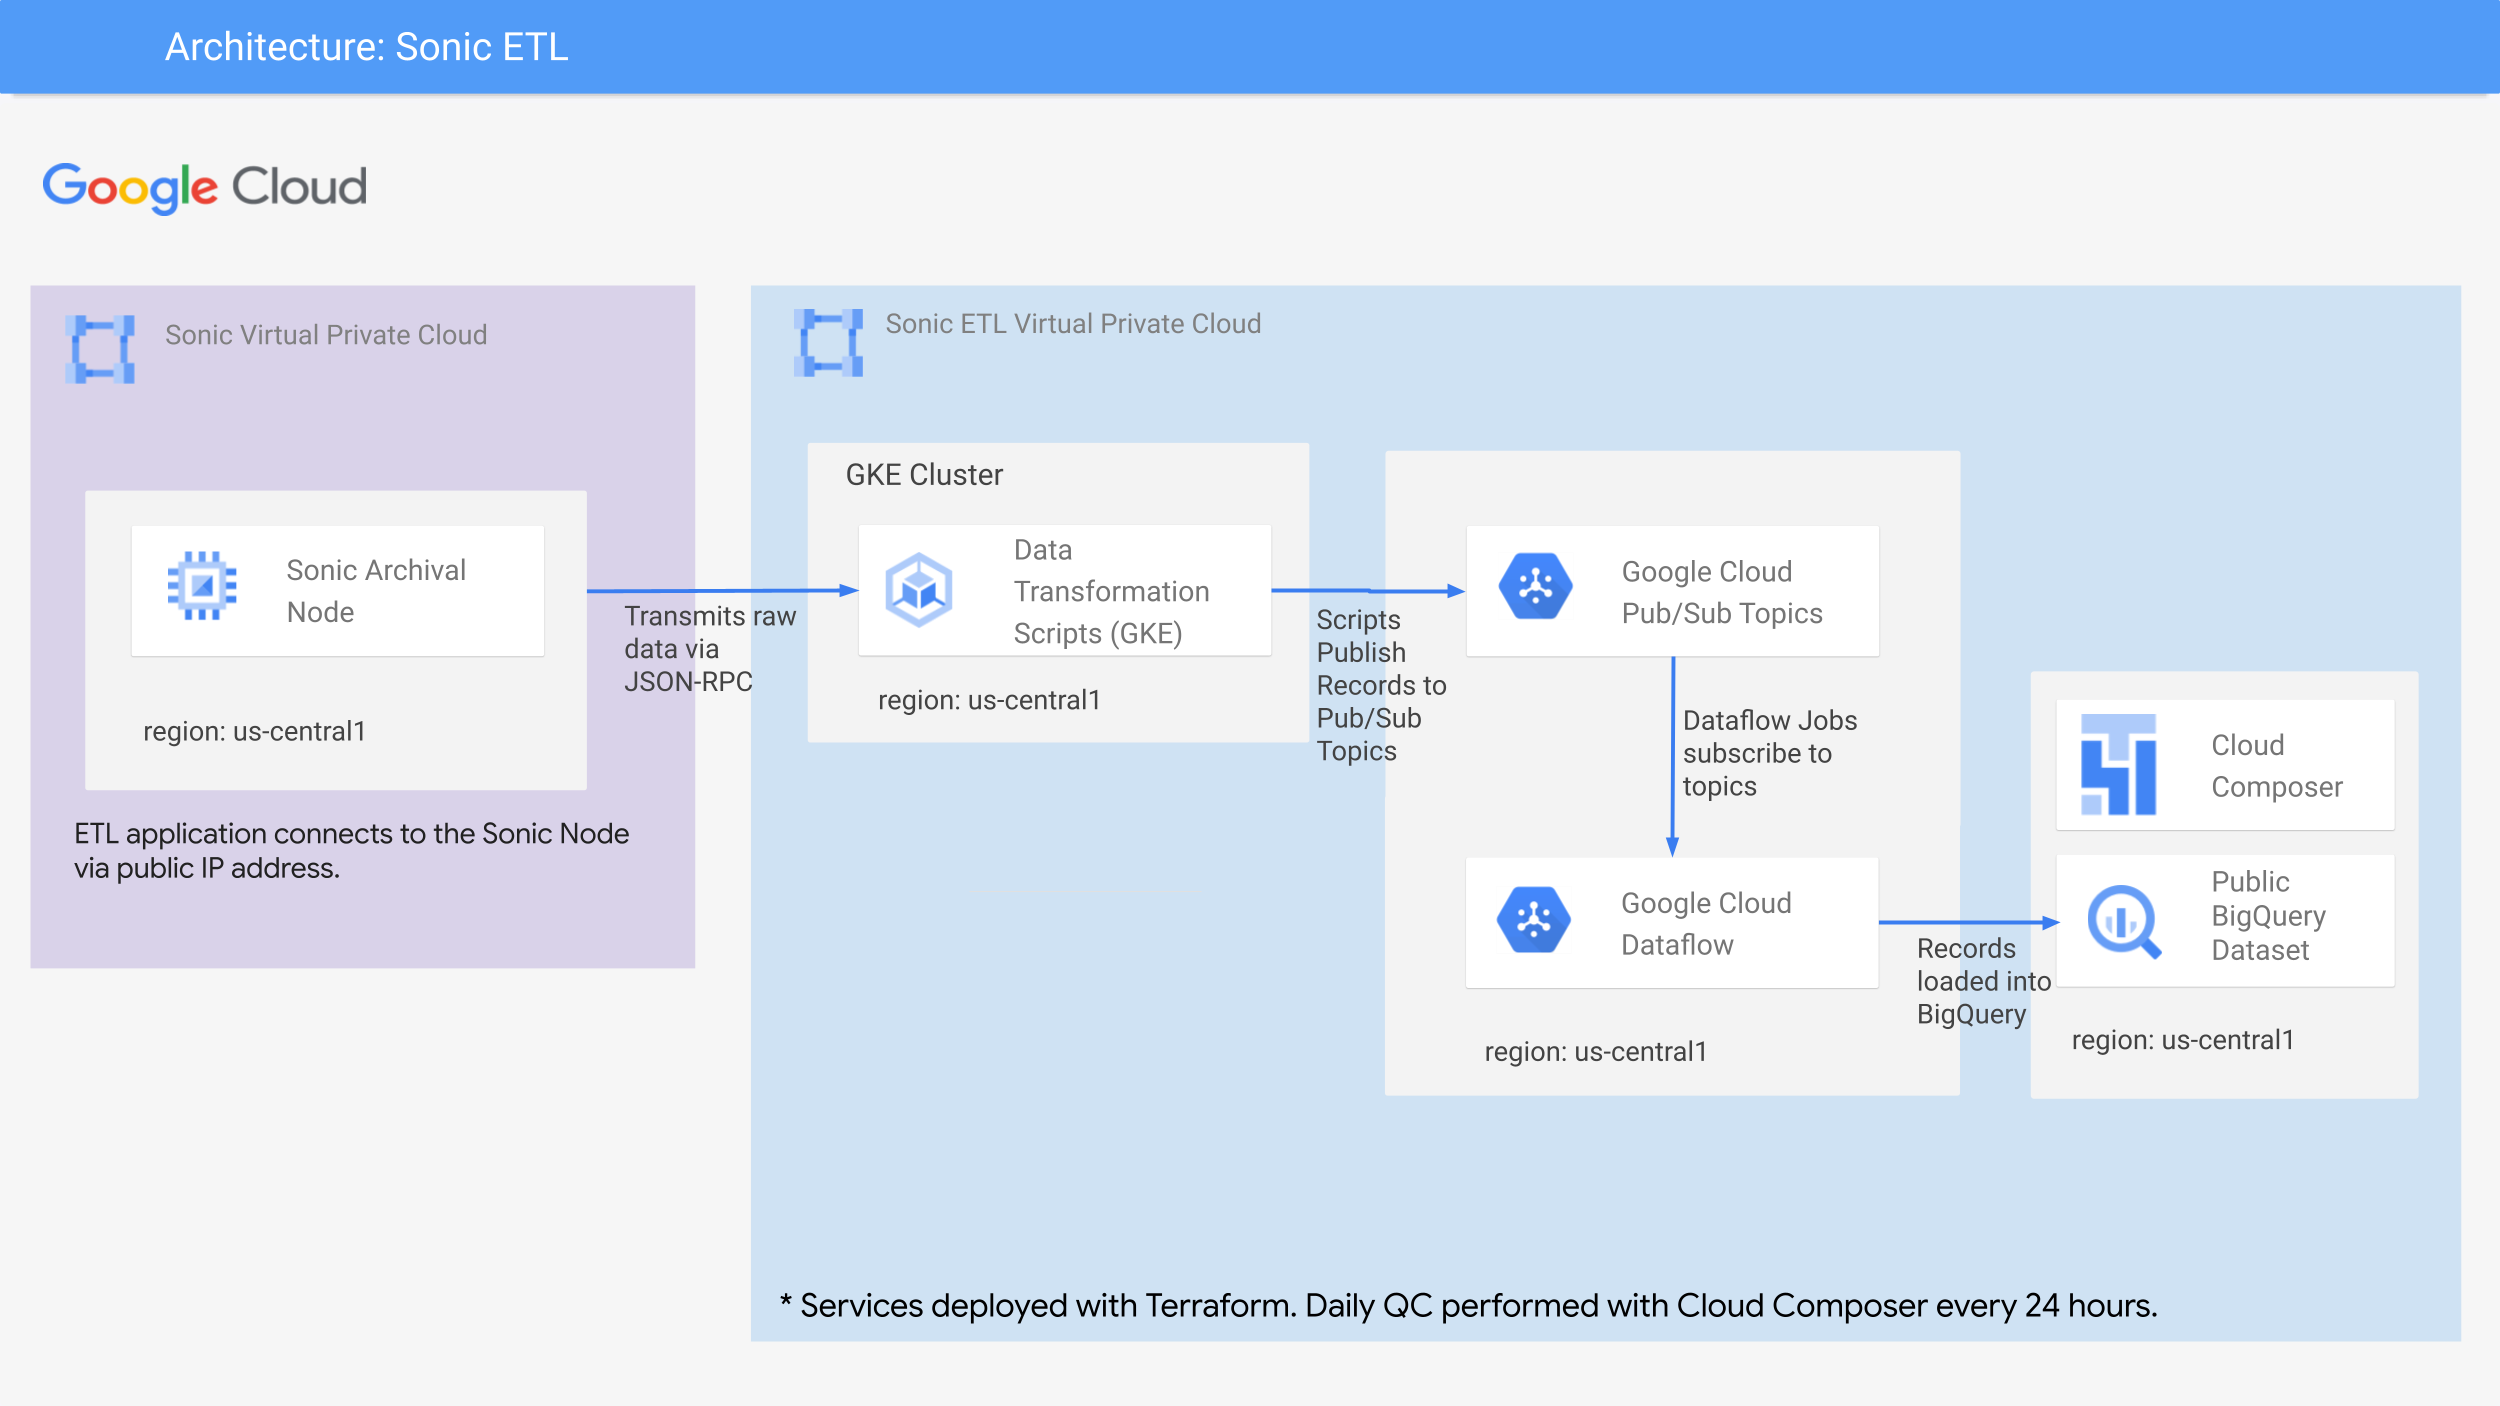 Architecture: Sonic ETL
Google Cloud
Sonic Virtual Private Cloud
Sonic Archival
Node
region: us-central1
ETL application connects to the Sonic Node
via public IP address.
Transmits raw
data via
JSON-RPC
Sonic ETL Virtual Private Cloud
GKE Cluster
Data
Transformation
Scripts (GKE)
region: us-central1
Scripts
Publish
Records to
Pub/Sub
Topics
Google Cloud
Pub/Sub Topics
Dataflow Jobs
subscribe to
topics
Google Cloud
Dataflow
region: us-central1
Records
loaded into
BigQuery
Cloud
Composer
Public
BigQuery
Dataset
region: us-central1
* Services deployed with Terraform. Daily QC performed with Cloud Composer every 24 hours.